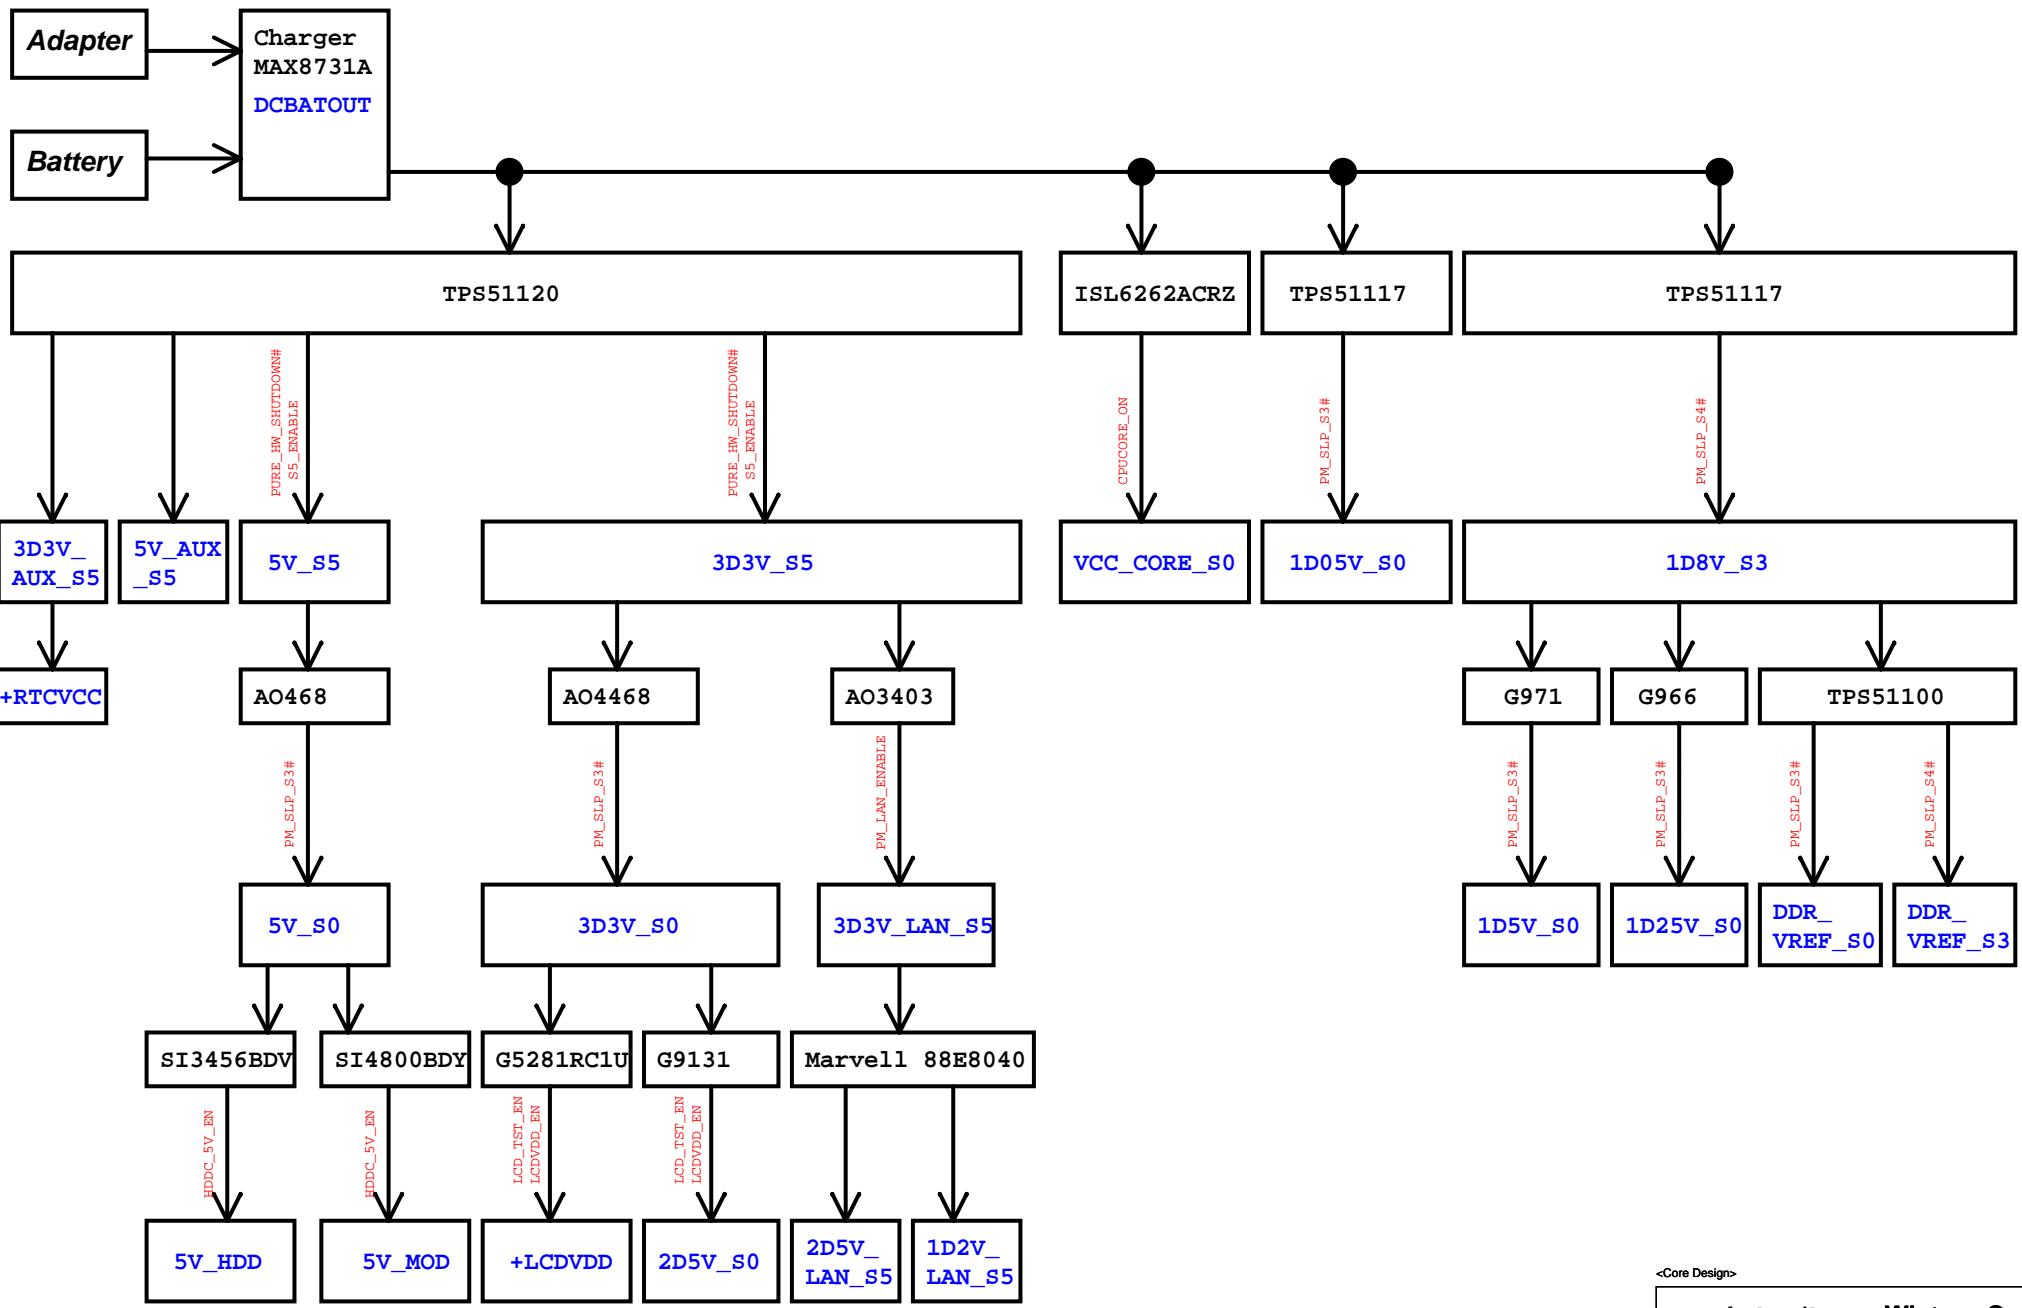 Adapter
Charger
MAX8731A
DCBATOUT
Battery
TPS51120
ISL6262ACRZ
TPS51117
TPS51117
PURE_HW_SHUTDOWN#
S5_ENABLE
PURE_HW_SHUTDOWN#
S5_ENABLE
CPUCORE_ON
PM_SLP_S3#
PM_SLP_S4#
3D3V_
AUX_S5
5V_AUX
_S5
5V_S5
3D3V_S5
VCC_CORE_S0
1D05V_S0
1D8V_S3
+RTCVCC
AO468
AO4468
AO3403
G971
G966
TPS51100
PM_SLP_S3#
PM_SLP_S3#
PM_LAN_ENABLE
PM_SLP_S3#
PM_SLP_S3#
PM_SLP_S3#
PM_SLP_S4#
5V_S0
3D3V_S0
3D3V_LAN_S5
1D5V_S0
1D25V_S0
DDR_
VREF_S0
DDR_
VREF_S3
SI3456BDV
SI4800BDY
G5281RC1U
G9131
Marvell 88E8040
HDDC_5V_EN
HDDC_5V_EN
LCD_TST_EN
LCDVDD_EN
LCD_TST_EN
LCDVDD_EN
5V_HDD
5V_MOD
+LCDVDD
2D5V_S0
2D5V_
LAN_S5
1D2V_
LAN_S5
<Core Design>